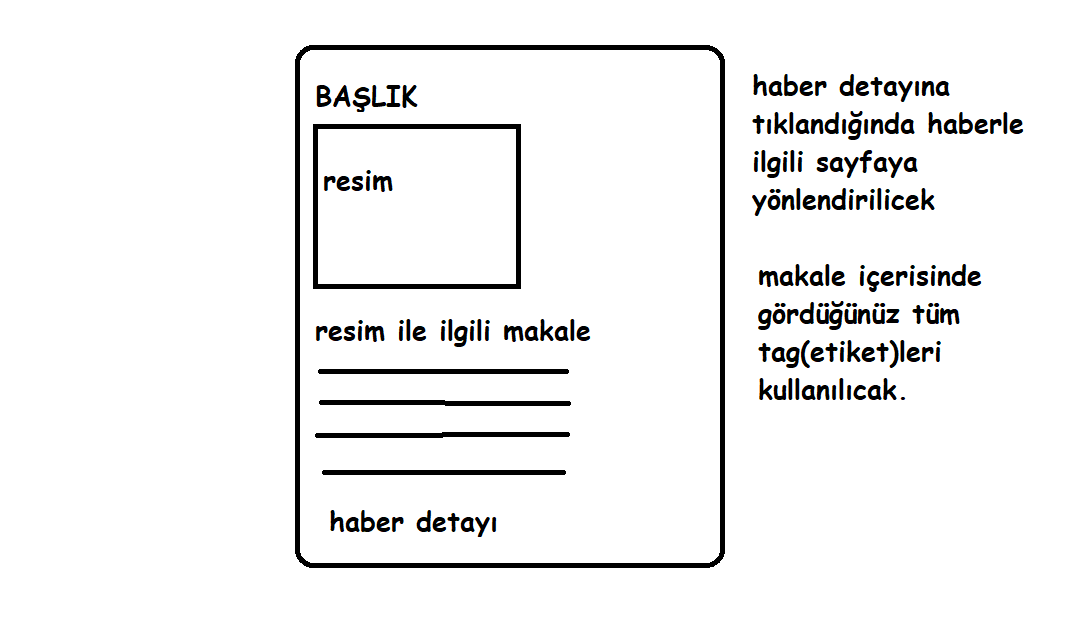 BAŞLIK
resim
resim ile ilgili makale
haber detayı
haber detayına
tıklandığında haberle
ilgili sayfaya
yönlendirilicek
makale içerisinde
gördüğünüz tüm
tag(etiket)leri
kullanılıcak.